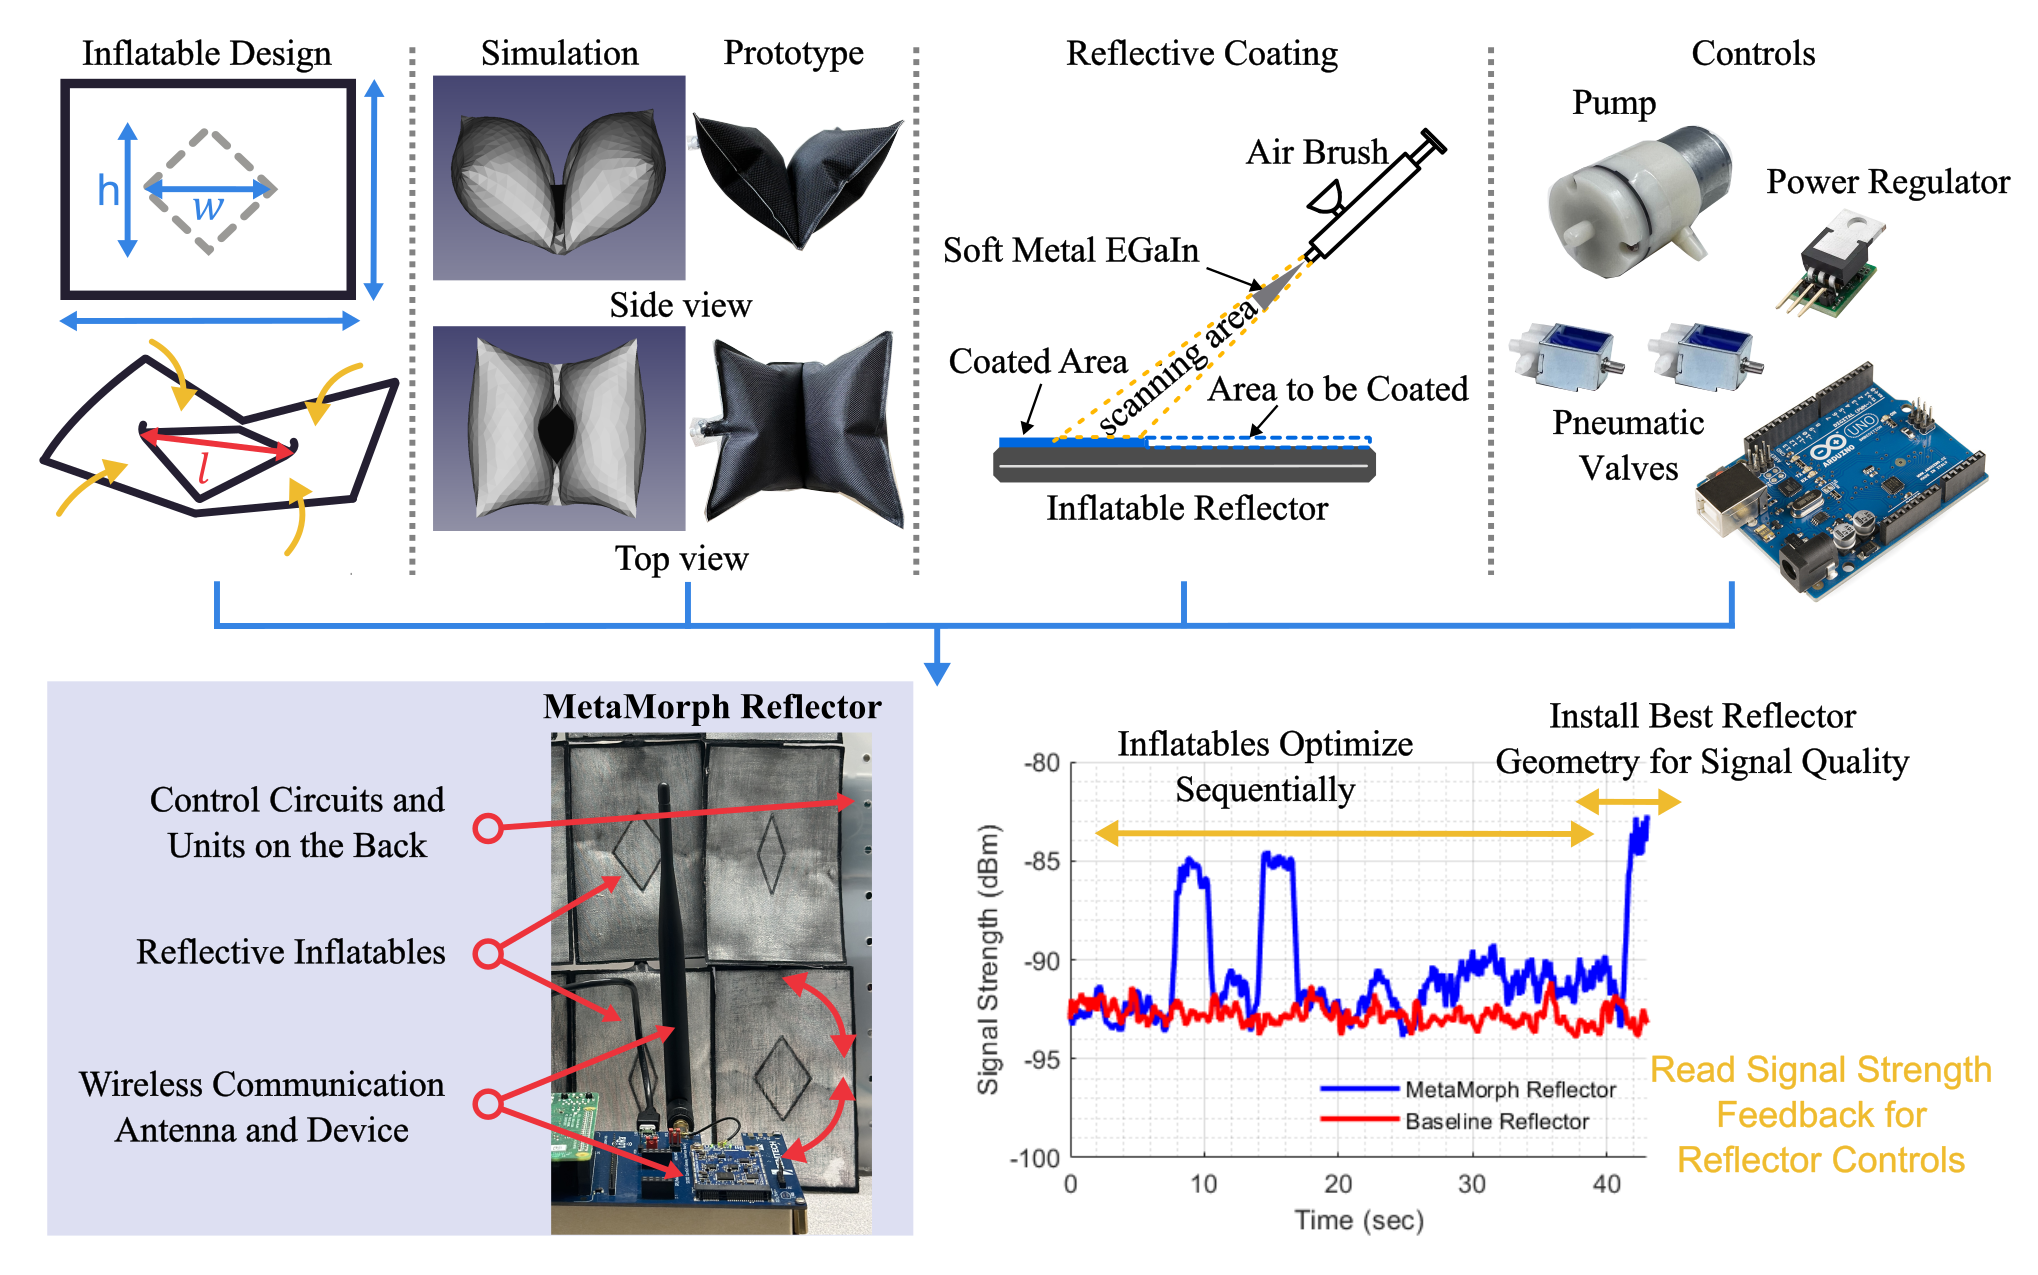 Inflatable Design
h
w
l
Simulation
Prototype
Side view
Top view
Reflective Coating
Air Brush
Soft Metal EGaIn
scanning area
Coated Area
Area to be Coated
Inflatable Reflector
Controls
Pump
Power Regulator
Pneumatic
Valves
UNO
ARDUINO
MetaMorph Reflector
Control Circuits and
Units on the Back
Reflective Inflatables
Wireless Communication
Antenna and Device
Inflatables Optimize
Sequentially
Install Best Reflector
Geometry for Signal Quality
-80
-85
-90
-95
-100
Signal Strength (dBm)
MetaMorph Reflector
Baseline Reflector
0
10
20
30
40
Time (sec)
Read Signal Strength
Feedback for
Reflector Controls